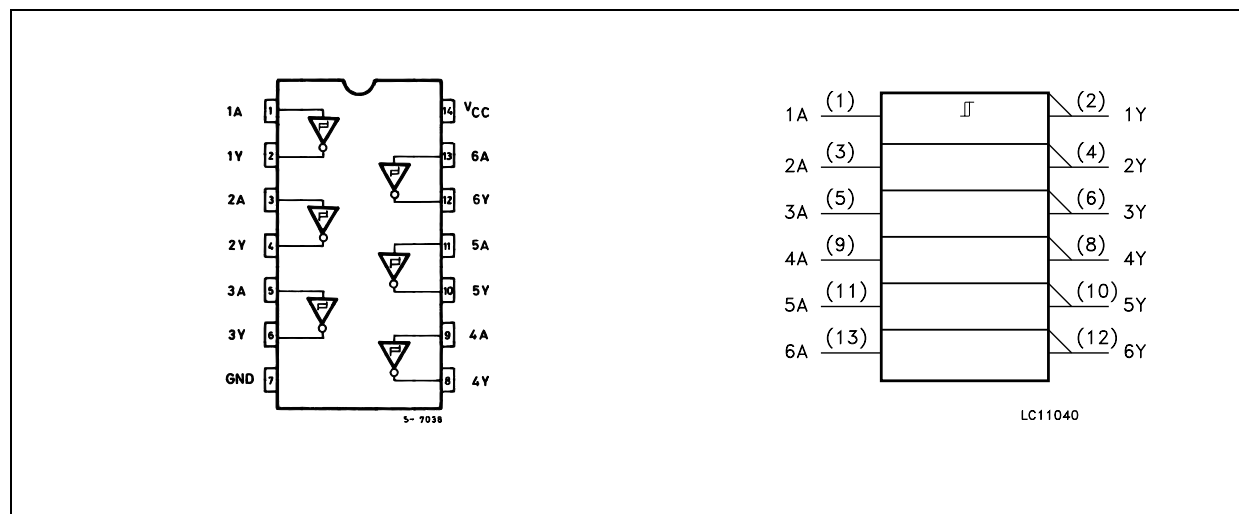 1A 1 14 VCC
1Y 2 13 6A
2A 3 12 6Y
2Y 4 11 5A
3A 5 10 5Y
3Y 6 9 4A
GND 7 8 4Y
S- 7038
1A (1) (2) 1Y
2A (3) (4) 2Y
3A (5) (6) 3Y
4A (9) (8) 4Y
5A (11) (10) 5Y
6A (13) (12) 6Y
LC11040